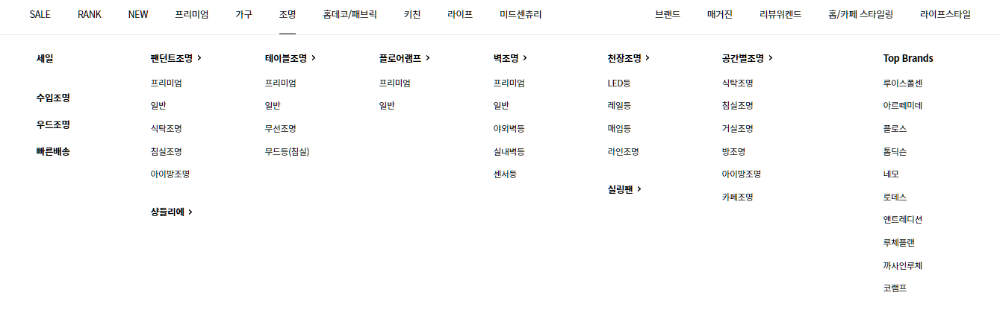 SALE RANK NEW 프리미엄 가구 조명 홈데코/패브릭 키친 라이프 미드센츄리 브랜드 매거진 리뷰위켄드 홈/카페 스타일링 라이프스타일
세일
수입조명
우드조명
빠른배송
팬던트조명 >
프리미엄
일반
식탁조명
침실조명
아이방조명
샹들리에 >
테이블조명 >
프리미엄
일반
무선조명
무드등(침실)
플로어램프 >
프리미엄
일반
벽조명 >
프리미엄
일반
야외벽등
실내벽등
센서등
천장조명 >
LED등
레일등
매입등
라인조명
실링팬 >
공간별조명 >
식탁조명
침실조명
거실조명
방조명
아이방조명
카페조명
Top Brands
루이스폴센
아르떼미데
플로스
톰딕슨
네모
로데스
앤트레디션
루체플랜
까사인루체
코램프